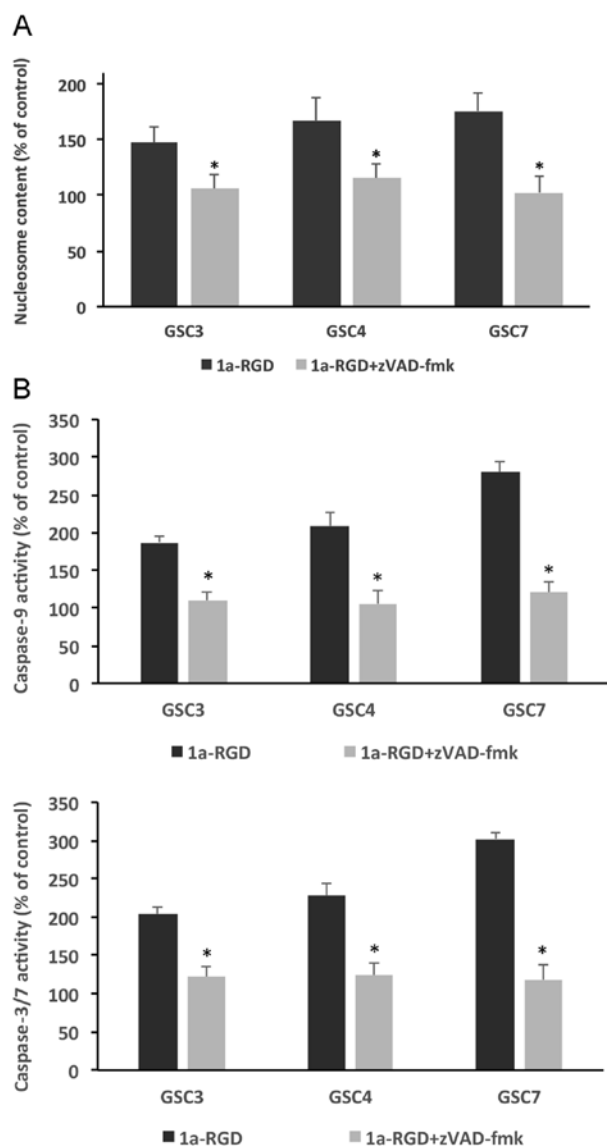 A
Nucleosome content (% of control)
200
150
100
50
0
*
*
*
GSC3 GSC4 GSC7
1a-RGD 1a-RGD+zVAD-fmk
B
Caspase-9 activity (% of control)
350
300
250
200
150
100
50
0
*
*
*
GSC3 GSC4 GSC7
1a-RGD 1a-RGD+zVAD-fmk
Caspase-3/7 activity (% of control)
350
300
250
200
150
100
50
0
*
*
*
GSC3 GSC4 GSC7
1a-RGD 1a-RGD+zVAD-fmk